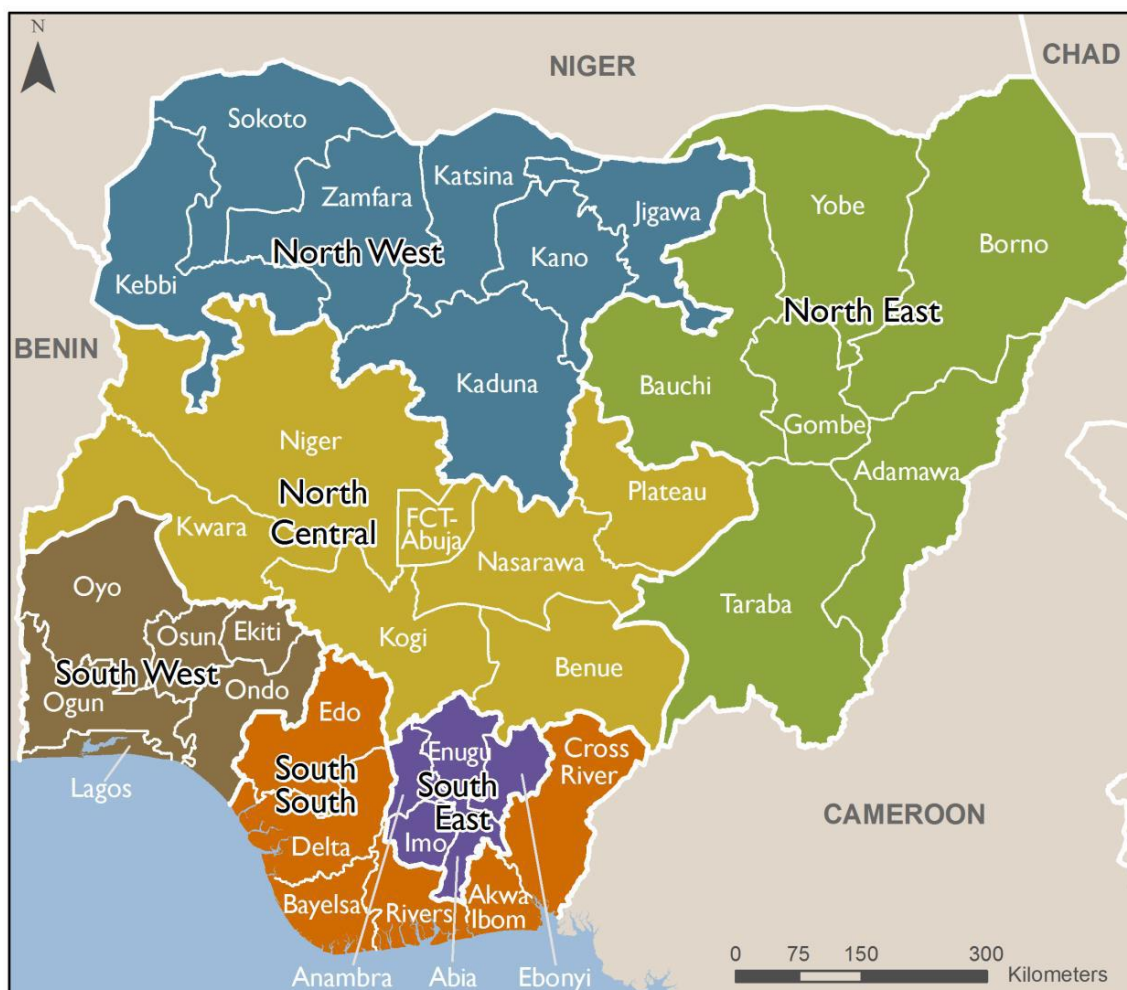 N
NIGER
CHAD
Sokoto
Katsina
Zamfara
Yobe
Jigawa
Borno
North West
Kano
Kebbi
North East
BENIN
Kaduna
Bauchi
Gombe
Niger
Adamawa
North
Central
Plateau
FCT-
Abuja
Kwara
Nasarawa
Oyo
Taraba
Osun
Ekiti
Kogi
South West
Benue
Ogun
Ondo
Edo
Enugu
Cross
River
South
South
South
East
Lagos
CAMEROON
Delta
Imo
Bayelsa
Rivers
Akwa
Ibom
Anambra
Abia
Ebonyi
0 75 150 300
Kilometers